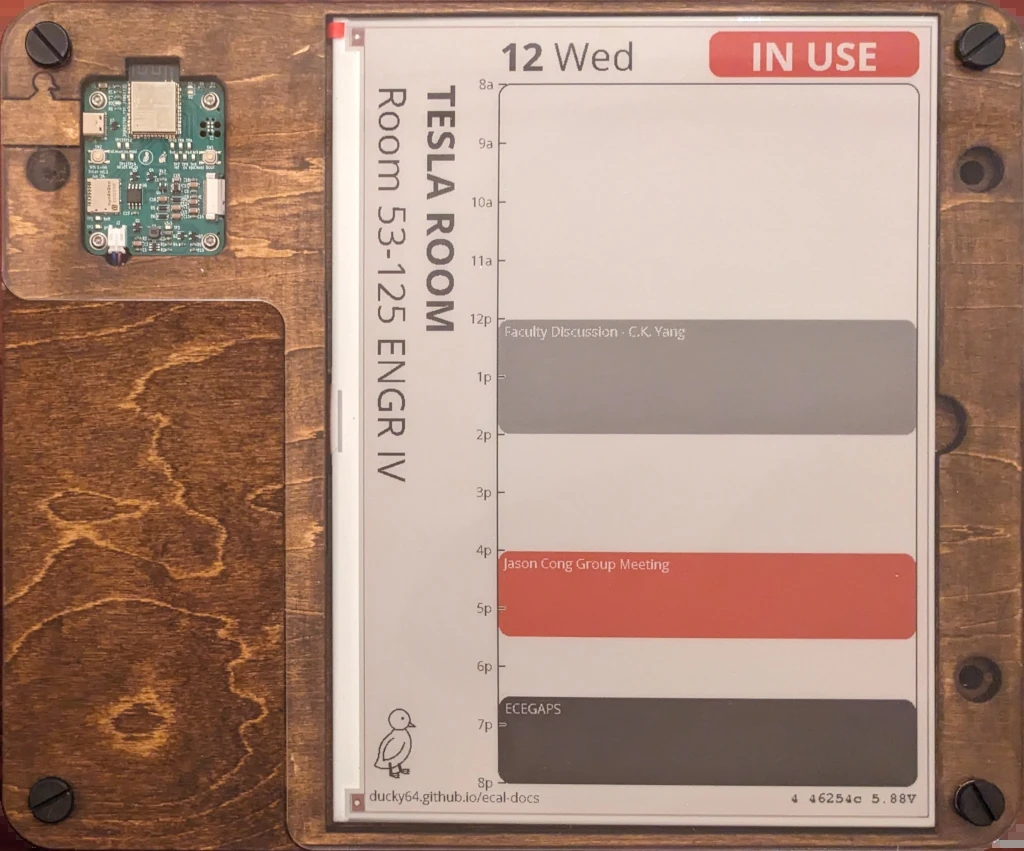 12 Wed
IN USE
TESLA ROOM
Room 53-125 ENGR IV
8a
9a
10a
11a
12p
Faculty Discussion · C.K. Yang
1p
2p
3p
4p
Jason Cong Group Meeting
5p
6p
ECEGAPS
7p
8p
ducky64.github.io/ecal-docs
4 46254c 5.88V